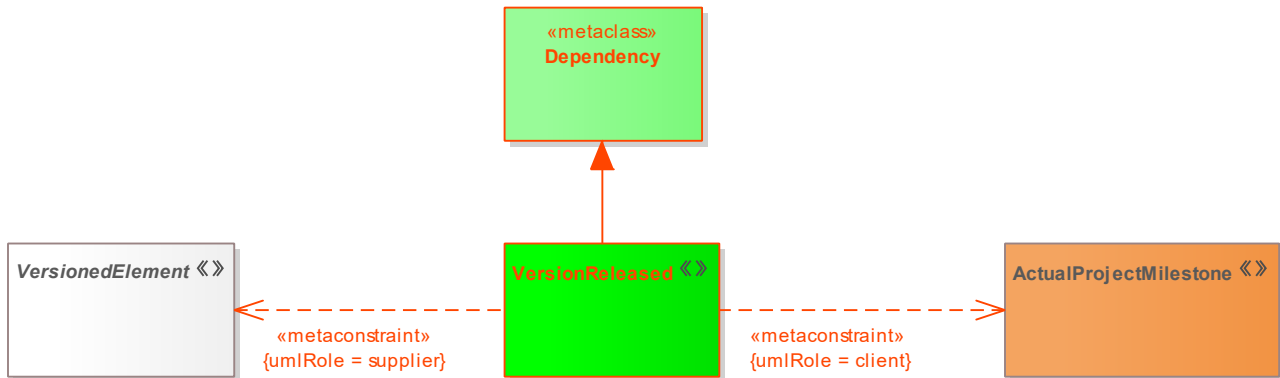 «metaclass»
Dependency
VersionedElement «»
VersionReleased «»
ActualProjectMilestone «»
«metaconstraint»
{umlRole = supplier}
«metaconstraint»
{umlRole = client}